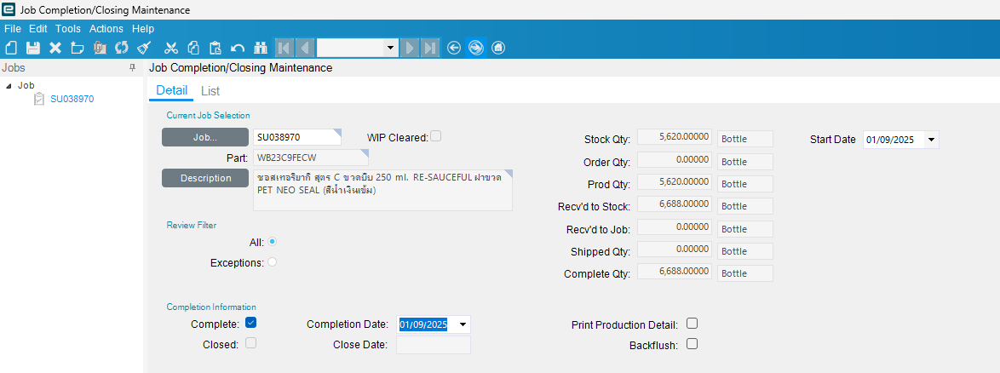 Job Completion/Closing Maintenance
File Edit Tools Actions Help
Jobs
Job Completion/Closing Maintenance
Job
SU038970
Detail List
Current Job Selection
Job... SU038970 WIP Cleared:
Part: WB23C9FECW
Description ซอสเทอริยากิ สูตร C ขวดบีบ 250 ml. RE-SAUCEFUL ฝาขวด
PET NEO SEAL (สีน้ำเงินเข้ม)
Stock Qty: 5,620.00000 Bottle Start Date 01/09/2025
Order Qty: 0.00000 Bottle
Prod Qty: 5,620.00000 Bottle
Recv'd to Stock: 6,688.00000 Bottle
Recv'd to Job: 0.00000 Bottle
Shipped Qty: 0.00000 Bottle
Complete Qty: 6,688.00000 Bottle
Review Filter
All:
Exceptions:
Completion Information
Complete: Completion Date: 01/09/2025 Print Production Detail:
Closed: Close Date: Backflush: